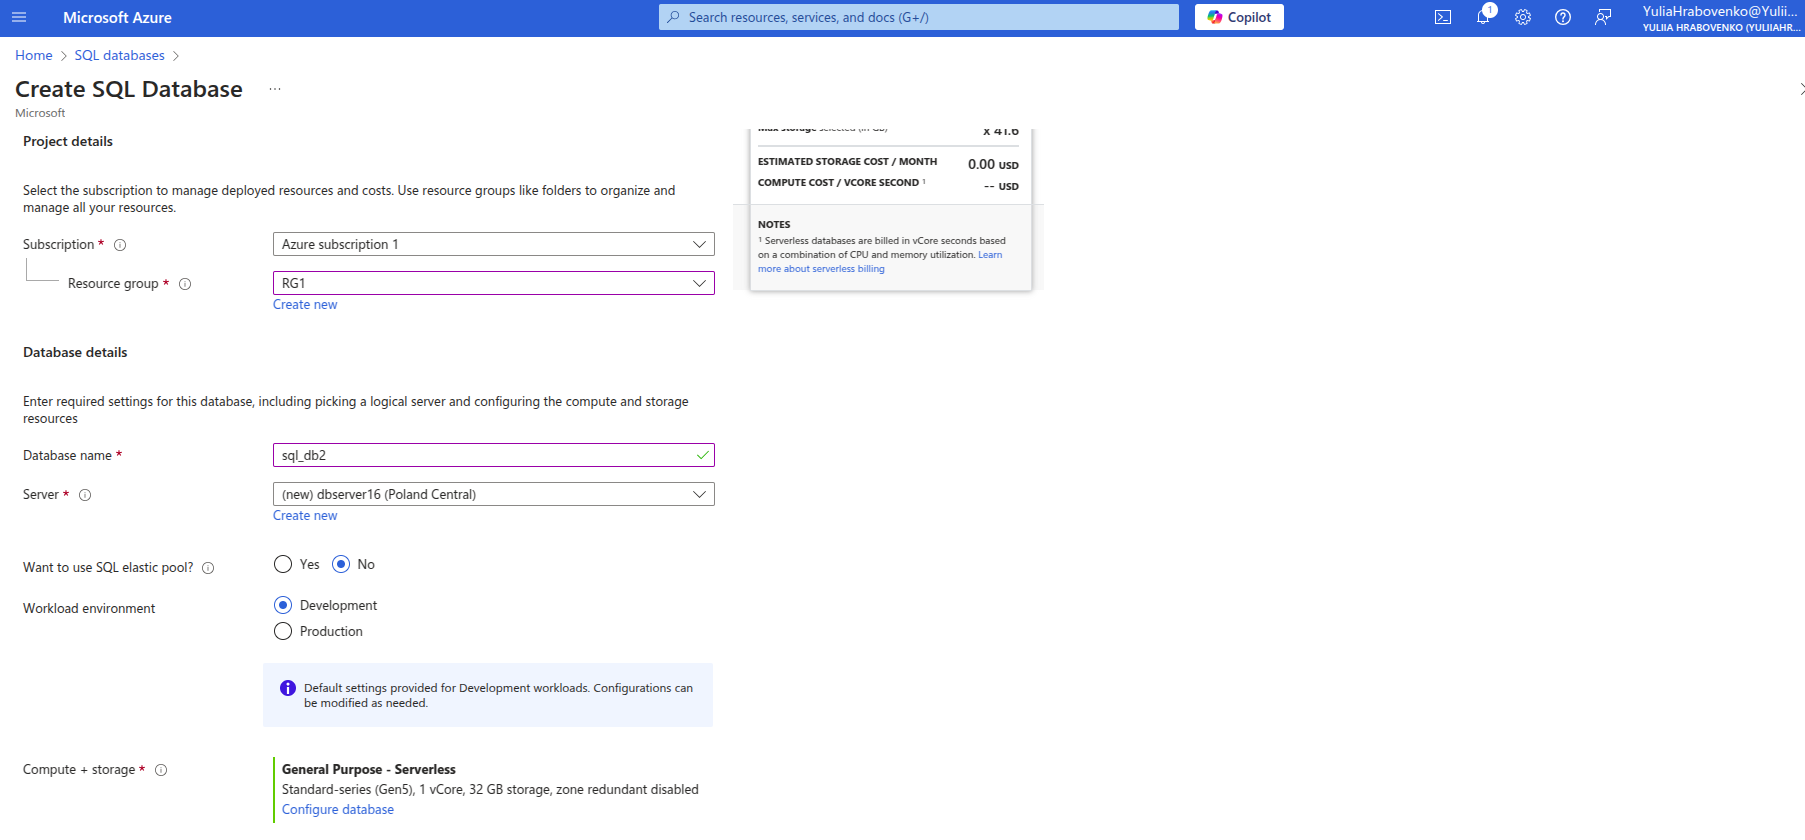 Microsoft Azure
Search resources, services, and docs (G+/)
Copilot
1
YuliaHrabovenko@Yulii...
YULIIA HRABOVENKO (YULIIAHR...
Home > SQL databases >
Create SQL Database ...
Microsoft
Project details
Select the subscription to manage deployed resources and costs. Use resource groups like folders to organize and
manage all your resources.
Subscription * Azure subscription 1
Resource group * RG1
Create new
Database details
Enter required settings for this database, including picking a logical server and configuring the compute and storage
resources
Database name * sql_db2
Server * (new) dbserver16 (Poland Central)
Create new
Want to use SQL elastic pool? Yes No
Workload environment Development
Production
Default settings provided for Development workloads. Configurations can
be modified as needed.
Compute + storage * General Purpose - Serverless
Standard-series (Gen5), 1 vCore, 32 GB storage, zone redundant disabled
Configure database
Max storage selected (in GB) x 41.6
ESTIMATED STORAGE COST / MONTH 0.00 USD
COMPUTE COST / VCORE SECOND 1 -- USD
NOTES
1 Serverless databases are billed in vCore seconds based
on a combination of CPU and memory utilization. Learn
more about serverless billing